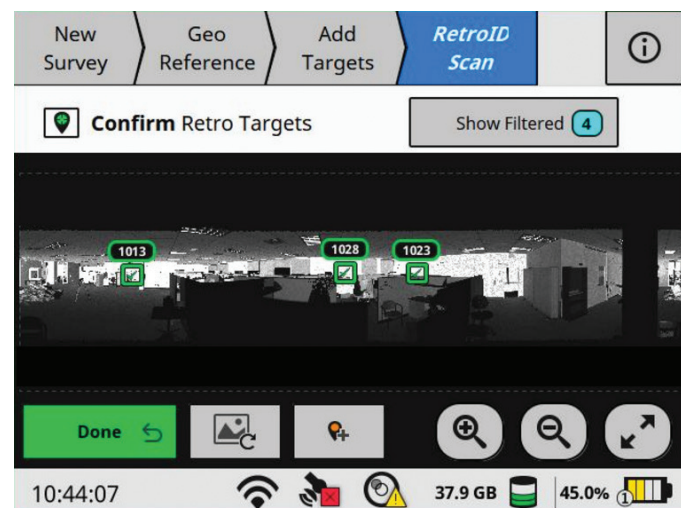 New
Survey
Geo
Reference
Add
Targets
RetroID
Scan
Confirm Retro Targets
Show Filtered 4
1013
1028
1023
Done
10:44:07
37.9 GB
45.0%
1